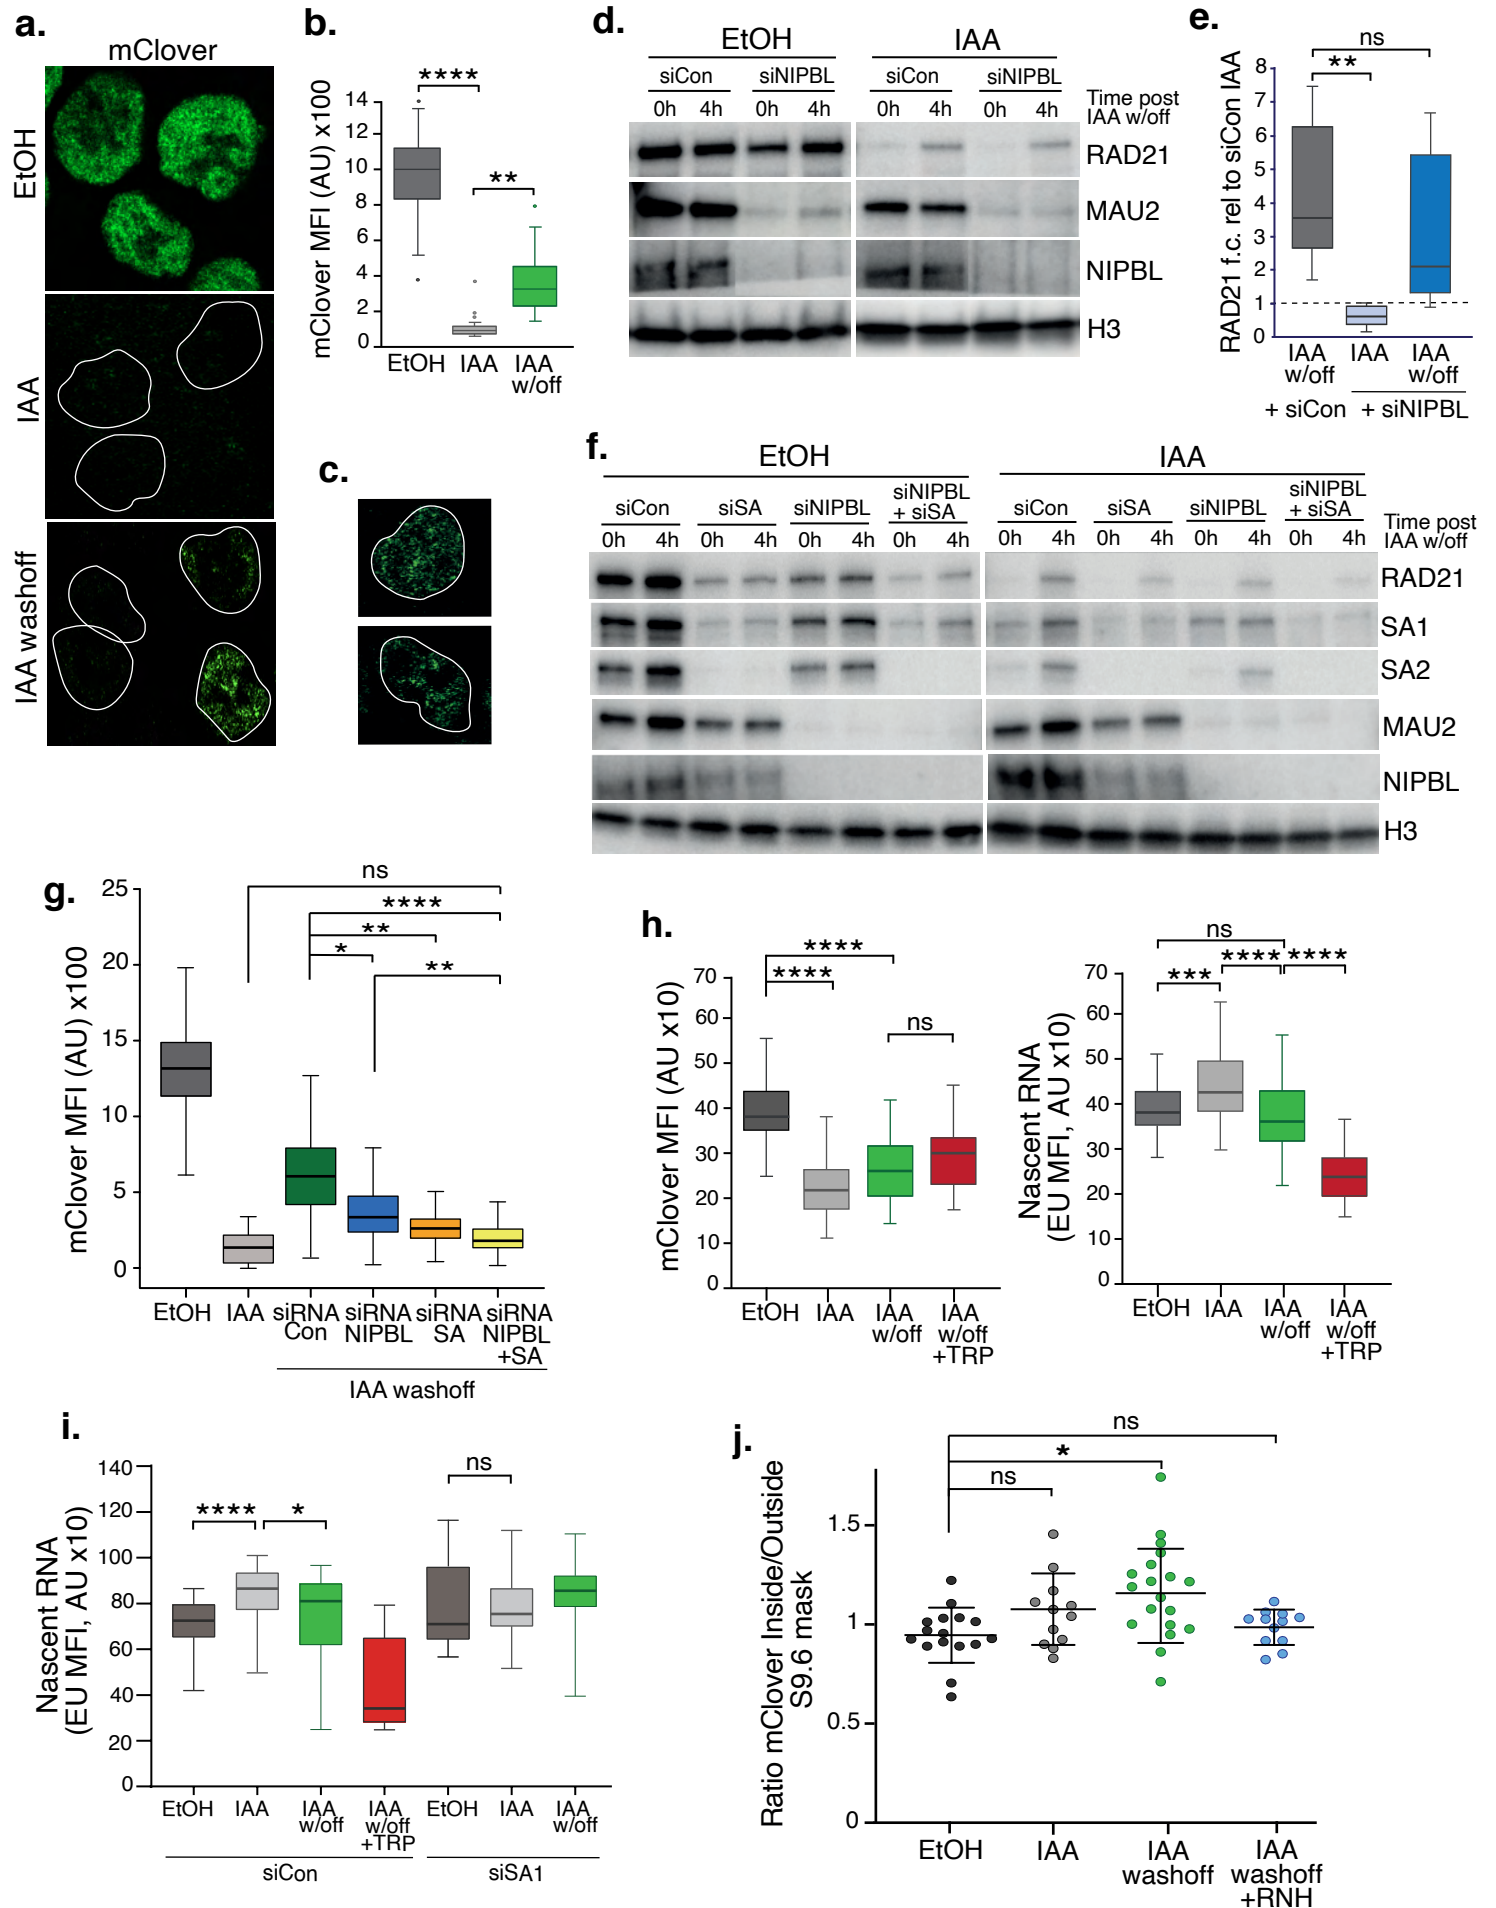 a.
mClover
EtOH
IAA
IAA washoff
b.
mClover MFI (AU) x100
14
12
10
8
6
4
2
0
****
**
EtOH
IAA
IAA
w/off
c.
d.
EtOH
IAA
siCon
siNIPBL
siCon
siNIPBL
0h 4h 0h 4h 0h 4h 0h 4h
Time post
IAA w/off
RAD21
MAU2
NIPBL
H3
e.
RAD21 f.c. rel to siCon IAA
8
7
6
5
4
3
2
1
0
ns
**
IAA
w/off
IAA
IAA
w/off
+ siCon
+ siNIPBL
f.
EtOH
IAA
siCon
siSA
siNIPBL
siNIPBL
+ siSA
siCon
siSA
siNIPBL
siNIPBL
+ siSA
0h 4h 0h 4h 0h 4h 0h 4h 0h 4h 0h 4h 0h 4h 0h 4h
Time post
IAA w/off
RAD21
SA1
SA2
MAU2
NIPBL
H3
g.
mClover MFI (AU) x100
25
20
15
10
5
0
ns
****
**
*
**
EtOH
IAA
siRNA
Con
siRNA
NIPBL
siRNA
SA
siRNA
NIPBL
+SA
IAA washoff
h.
mClover MFI (AU x10)
70
60
50
40
30
20
10
0
****
****
ns
EtOH
IAA
IAA
w/off
IAA
w/off
+TRP
Nascent RNA
(EU MFI, AU x10)
70
60
50
40
30
20
10
0
ns
***
****
****
EtOH
IAA
IAA
w/off
IAA
w/off
+TRP
i.
Nascent RNA
(EU MFI, AU x10)
140
120
100
80
60
40
20
0
****
*
ns
EtOH
IAA
IAA
w/off
IAA
w/off
+TRP
EtOH
IAA
IAA
w/off
siCon
siSA1
j.
Ratio mClover Inside/Outside
S9.6 mask
1.5
1
0.5
0
ns
*
ns
EtOH
IAA
IAA
washoff
IAA
washoff
+RNH